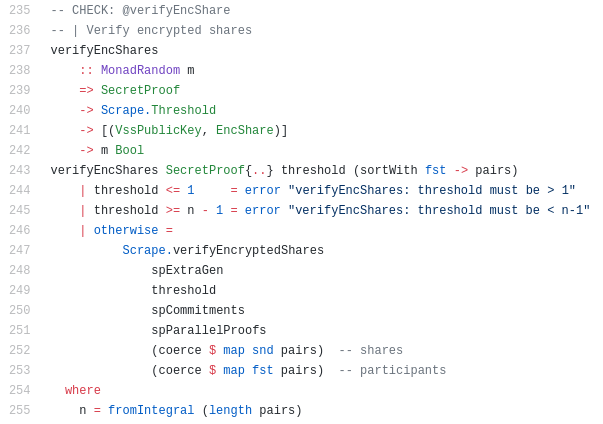 235 -- CHECK: @verifyEncShare
236 -- | Verify encrypted shares
237 verifyEncShares
238     :: MonadRandom m
239     => SecretProof
240     -> Scrape.Threshold
241     -> [(VssPublicKey, EncShare)]
242     -> m Bool
243 verifyEncShares SecretProof{..} threshold (sortWith fst -> pairs)
244     | threshold <= 1     = error "verifyEncShares: threshold must be > 1"
245     | threshold >= n - 1 = error "verifyEncShares: threshold must be < n-1"
246     | otherwise =
247           Scrape.verifyEncryptedShares
248               spExtraGen
249               threshold
250               spCommitments
251               spParallelProofs
252               (coerce $ map snd pairs)  -- shares
253               (coerce $ map fst pairs)  -- participants
254   where
255     n = fromIntegral (length pairs)